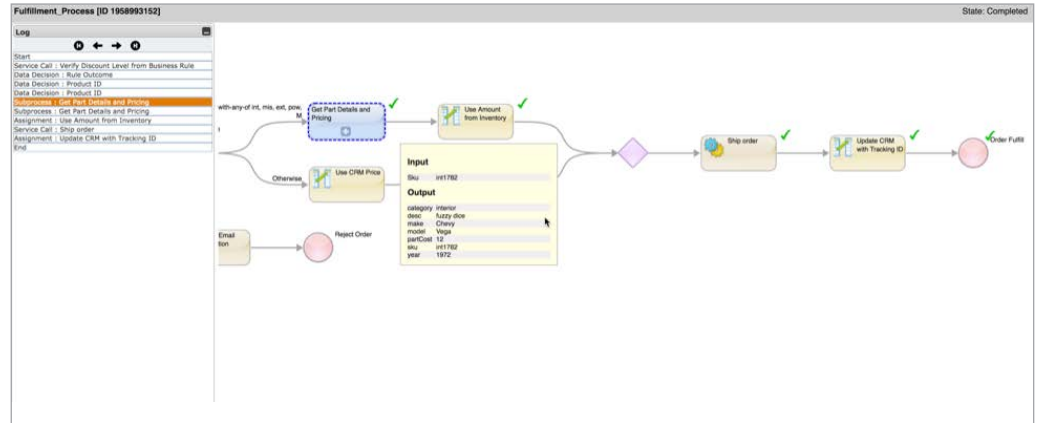 Fulfillment_Process [ID 1958993152]
State: Completed
Log
Start
Service Call : Verify Discount Level from Business Rule
Data Decision : Rule Outcome
Data Decision : Product ID
Data Decision : Product ID
Subprocess : Get Part Details and Pricing
Subprocess : Get Part Details and Pricing
Assignment : Use Amount from Inventory
Service Call : Ship order
Assignment : Update CRM with Tracking ID
End
with-any-of int, mis, ext, pow,
M
Get Part Details and
Pricing
Use Amount
from Inventory
Otherwise
Use CRM Price
Ship order
Update CRM
with Tracking ID
Order Fulfil
Input
Sku int1782
Output
category interior
desc fuzzy dice
make Chevy
model Vega
partCost 12
sku int1782
year 1972
Email
tion
Reject Order